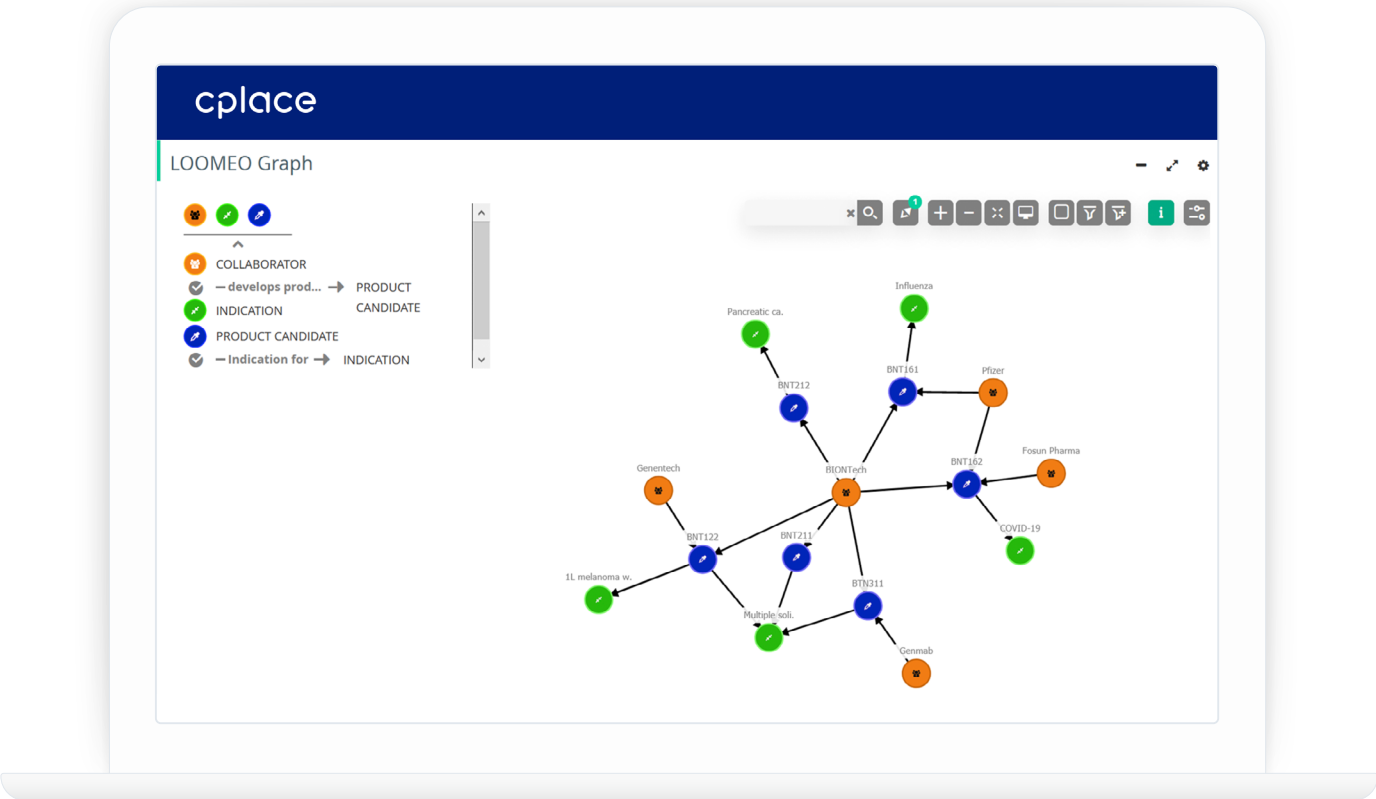 cplace
LOOMEO Graph
1
COLLABORATOR
develops prod... PRODUCT
CANDIDATE
INDICATION
PRODUCT CANDIDATE
Indication for INDICATION
Influenza
Pancreatic ca.
BNT161
Pfizer
BNT212
Fosun Pharma
BNT162
Genentech
BIONTech
COVID-19
BNT122
BNT211
1L melanoma w.
BTN311
Multiple soli.
Genmab